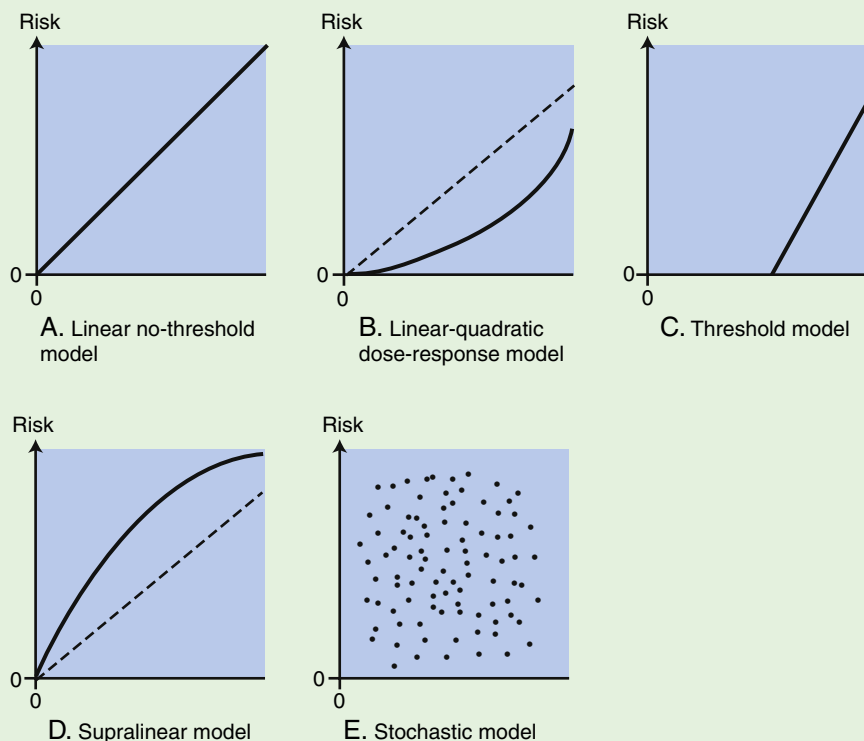 Risk
Risk
Risk
0
0
0
0
0
0
A. Linear no-threshold
model
B. Linear-quadratic
dose-response model
C. Threshold model
Risk
Risk
0
0
0
0
D. Supralinear model
E. Stochastic model